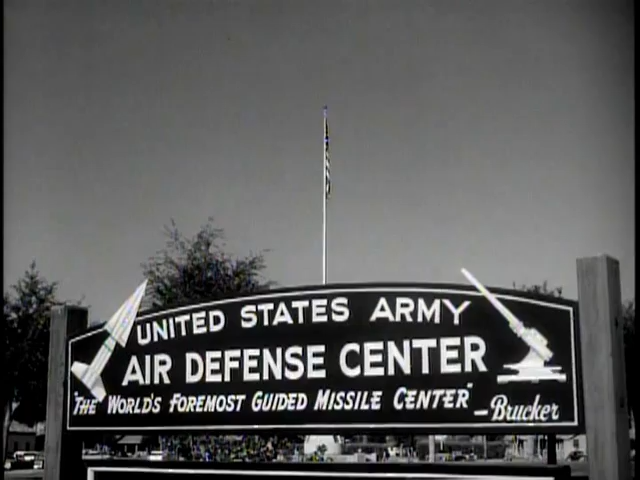 UNITED STATES ARMY
AIR DEFENSE CENTER
"THE WORLD'S FOREMOST GUIDED MISSILE CENTER" —Brucker